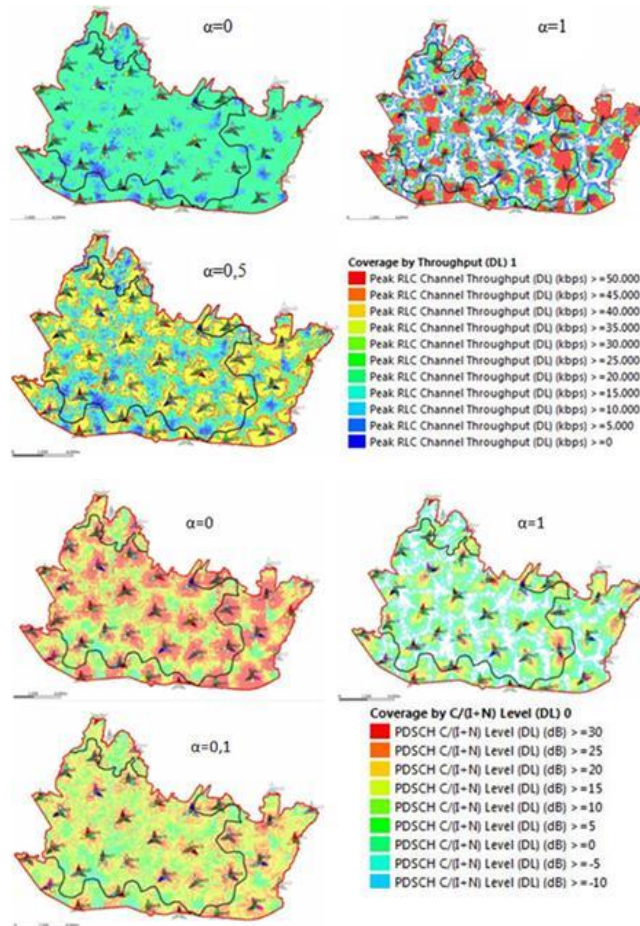 α=0
α=1
α=0,5
Coverage by Throughput (DL) 1
Peak RLC Channel Throughput (DL) (kbps) >=50.000
Peak RLC Channel Throughput (DL) (kbps) >=45.000
Peak RLC Channel Throughput (DL) (kbps) >=40.000
Peak RLC Channel Throughput (DL) (kbps) >=35.000
Peak RLC Channel Throughput (DL) (kbps) >=30.000
Peak RLC Channel Throughput (DL) (kbps) >=25.000
Peak RLC Channel Throughput (DL) (kbps) >=20.000
Peak RLC Channel Throughput (DL) (kbps) >=15.000
Peak RLC Channel Throughput (DL) (kbps) >=10.000
Peak RLC Channel Throughput (DL) (kbps) >=5.000
Peak RLC Channel Throughput (DL) (kbps) >=0
α=0
α=1
α=0,1
Coverage by C/(I+N) Level (DL) 0
PDSCH C/(I+N) Level (DL) (dB) >=30
PDSCH C/(I+N) Level (DL) (dB) >=25
PDSCH C/(I+N) Level (DL) (dB) >=20
PDSCH C/(I+N) Level (DL) (dB) >=15
PDSCH C/(I+N) Level (DL) (dB) >=10
PDSCH C/(I+N) Level (DL) (dB) >=5
PDSCH C/(I+N) Level (DL) (dB) >=0
PDSCH C/(I+N) Level (DL) (dB) >=-5
PDSCH C/(I+N) Level (DL) (dB) >=-10